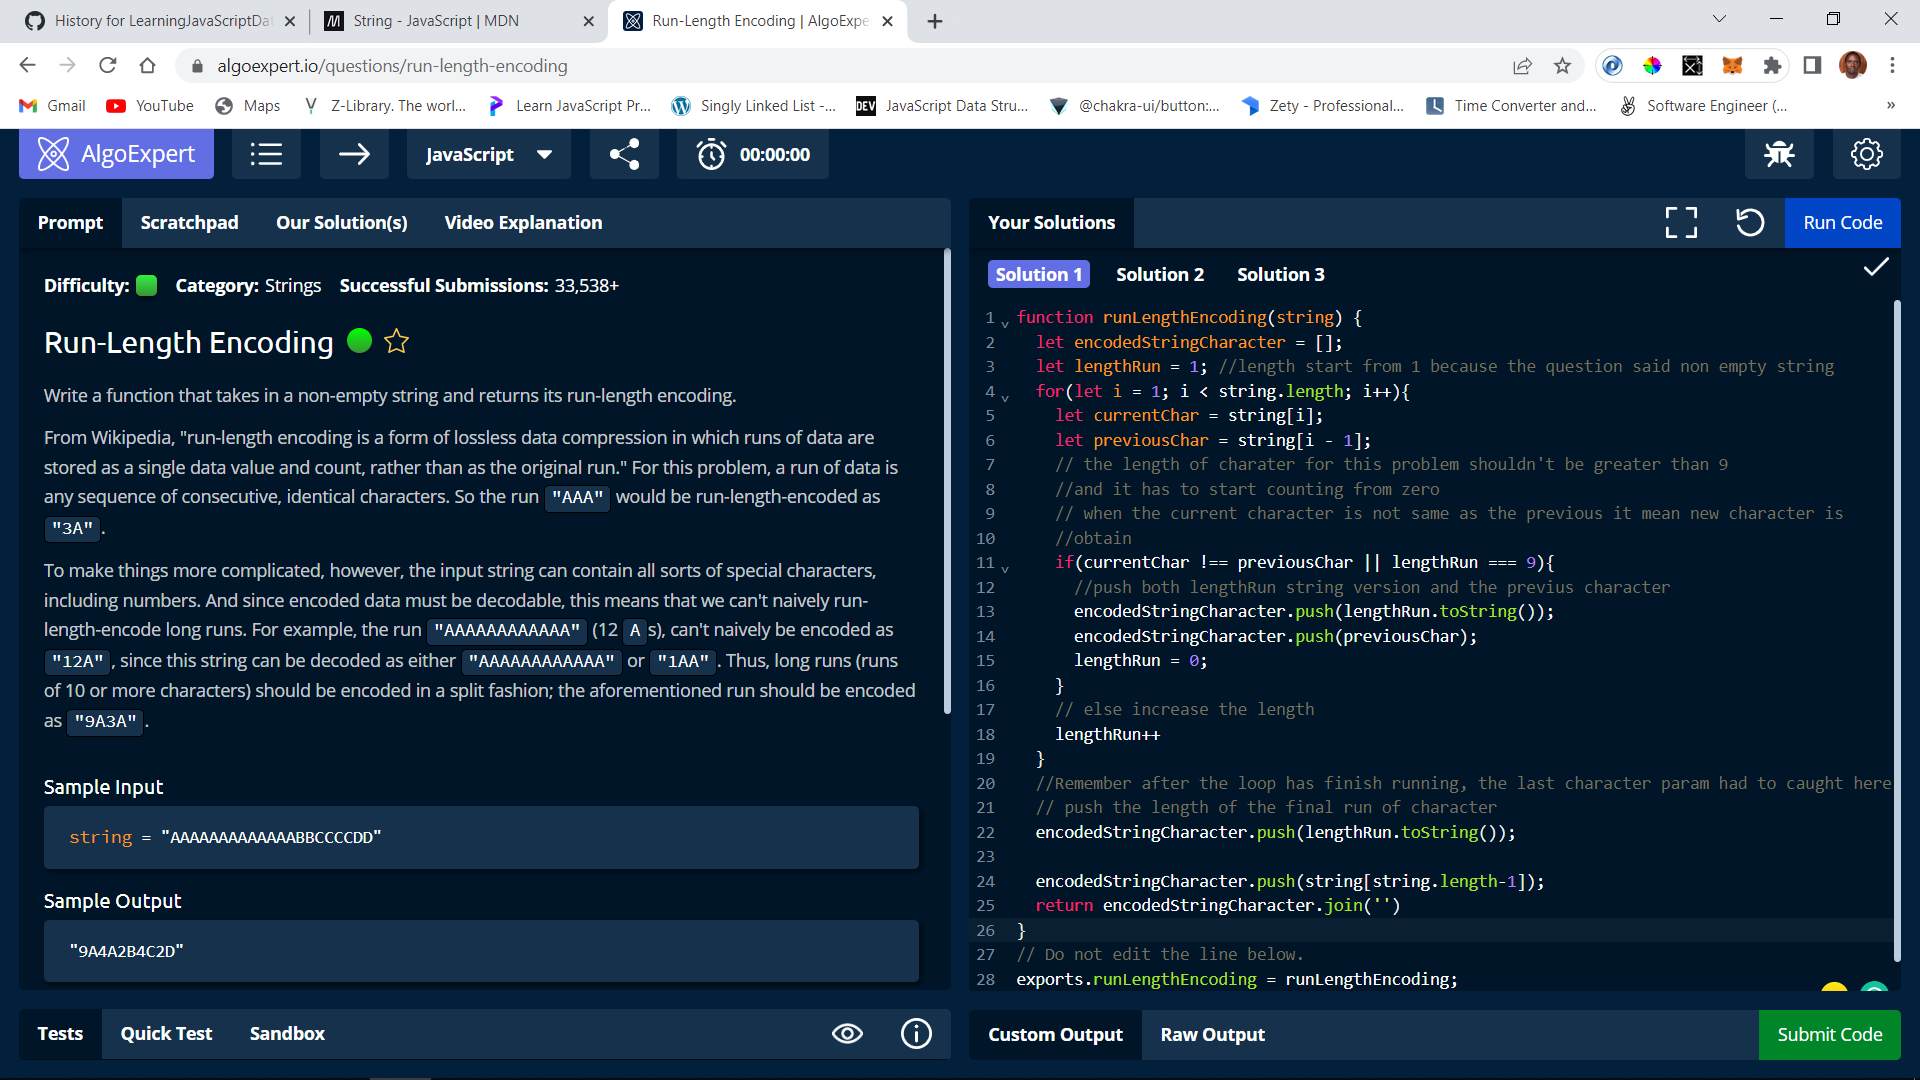 History for LearningJavaScriptDat
String - JavaScript | MDN
Run-Length Encoding | AlgoExpe
algoexpert.io/questions/run-length-encoding
Gmail
YouTube
Maps
Z-Library. The worl...
Learn JavaScript Pr...
Singly Linked List -...
DEV
JavaScript Data Stru...
@chakra-ui/button:...
Zety - Professional...
Time Converter and...
Software Engineer (...
»
AlgoExpert
JavaScript
00:00:00
Prompt
Scratchpad
Our Solution(s)
Video Explanation
Difficulty:
Category: Strings
Successful Submissions: 33,538+
Run-Length Encoding
Write a function that takes in a non-empty string and returns its run-length encoding.
From Wikipedia, "run-length encoding is a form of lossless data compression in which runs of data are
stored as a single data value and count, rather than as the original run." For this problem, a run of data is
any sequence of consecutive, identical characters. So the run "AAA" would be run-length-encoded as
"3A".
To make things more complicated, however, the input string can contain all sorts of special characters,
including numbers. And since encoded data must be decodable, this means that we can't naively run-
length-encode long runs. For example, the run "AAAAAAAAAAAA" (12 A s), can't naively be encoded as
"12A", since this string can be decoded as either "AAAAAAAAAAAA" or "1AA". Thus, long runs (runs
of 10 or more characters) should be encoded in a split fashion; the aforementioned run should be encoded
as "9A3A".
Sample Input
string = "AAAAAAAAAAAAABBCCCCDD"
Sample Output
"9A4A2B4C2D"
Tests
Quick Test
Sandbox
Your Solutions
Run Code
Solution 1
Solution 2
Solution 3
1 function runLengthEncoding(string) {
2 let encodedStringCharacter = [];
3 let lengthRun = 1; //length start from 1 because the question said non empty string
4 for(let i = 1; i < string.length; i++){
5 let currentChar = string[i];
6 let previousChar = string[i - 1];
7 // the length of charater for this problem shouldn't be greater than 9
8 //and it has to start counting from zero
9 // when the current character is not same as the previous it mean new character is
10 //obtain
11 if(currentChar !== previousChar || lengthRun === 9){
12 //push both lengthRun string version and the previus character
13 encodedStringCharacter.push(lengthRun.toString());
14 encodedStringCharacter.push(previousChar);
15 lengthRun = 0;
16 }
17 // else increase the length
18 lengthRun++
19 }
20 //Remember after the loop has finish running, the last character param had to caught here
21 // push the length of the final run of character
22 encodedStringCharacter.push(lengthRun.toString());
23
24 encodedStringCharacter.push(string[string.length-1]);
25 return encodedStringCharacter.join('')
26 }
27 // Do not edit the line below.
28 exports.runLengthEncoding = runLengthEncoding;
Custom Output
Raw Output
Submit Code